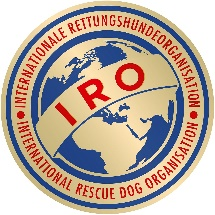 INTERNATIONALE RETTUNGSHUNDEORGANISATION
IRO
INTERNATIONAL RESCUE DOG ORGANISATION